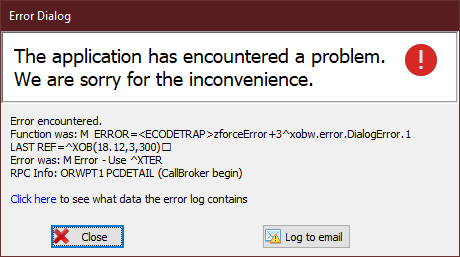 Error Dialog
The application has encountered a problem.
We are sorry for the inconvenience.
Error encountered.
Function was: M  ERROR=<ECODETRAP>zforceError+3^xobw.error.DialogError.1
LAST REF=^XOB(18.12,3,300)□
Error was: M Error - Use ^XTER
RPC Info: ORWPT1 PCDETAIL (CallBroker begin)
Click here to see what data the error log contains
Close
Log to email